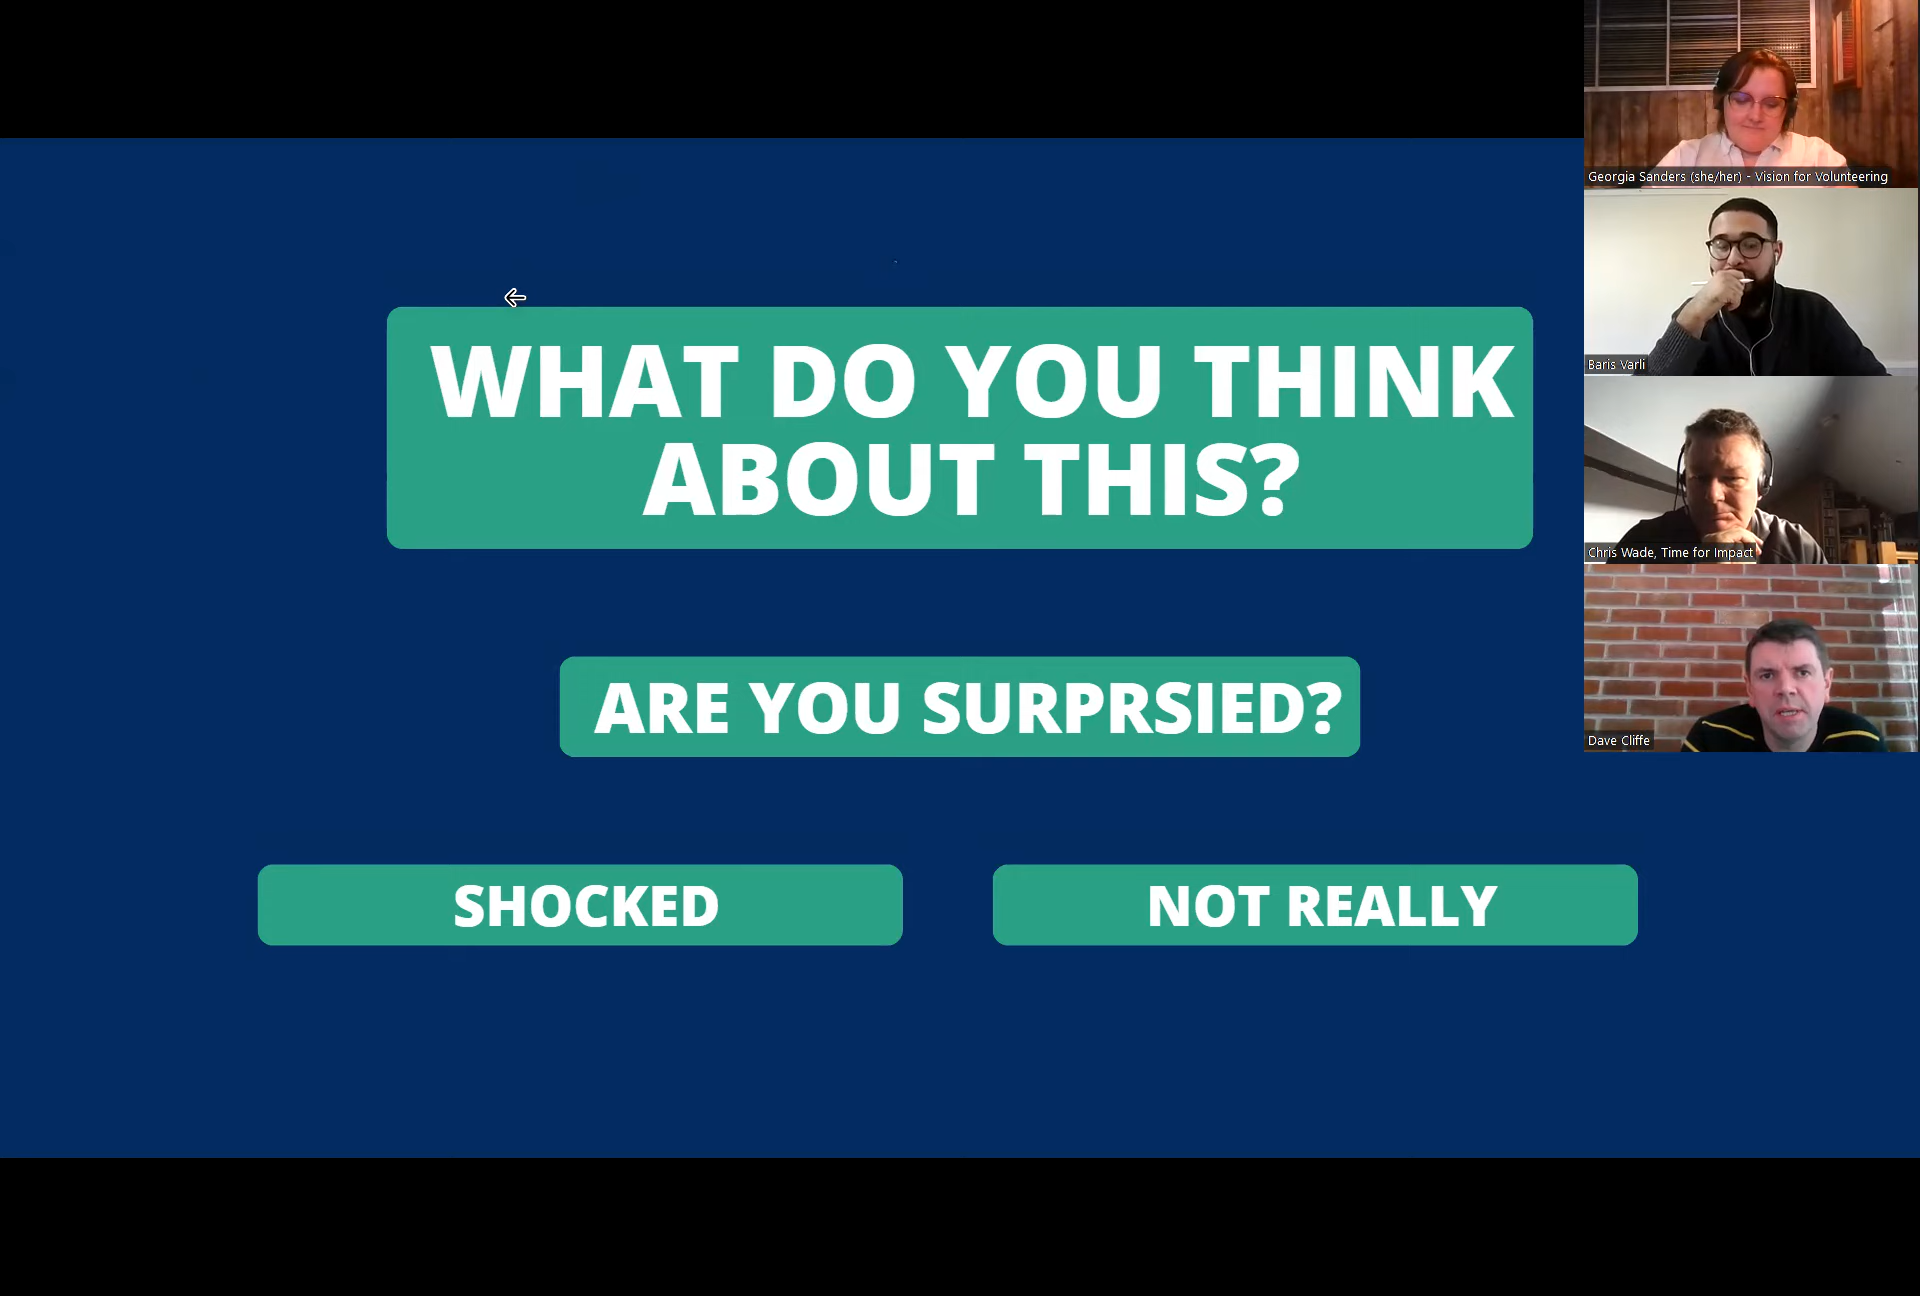 WHAT DO YOU THINK
ABOUT THIS?
ARE YOU SURPRSIED?
SHOCKED
NOT REALLY
Georgia Sanders (she/her) - Vision for Volunteering
Baris Varli
Chris Wade, Time for Impact
Dave Cliffe